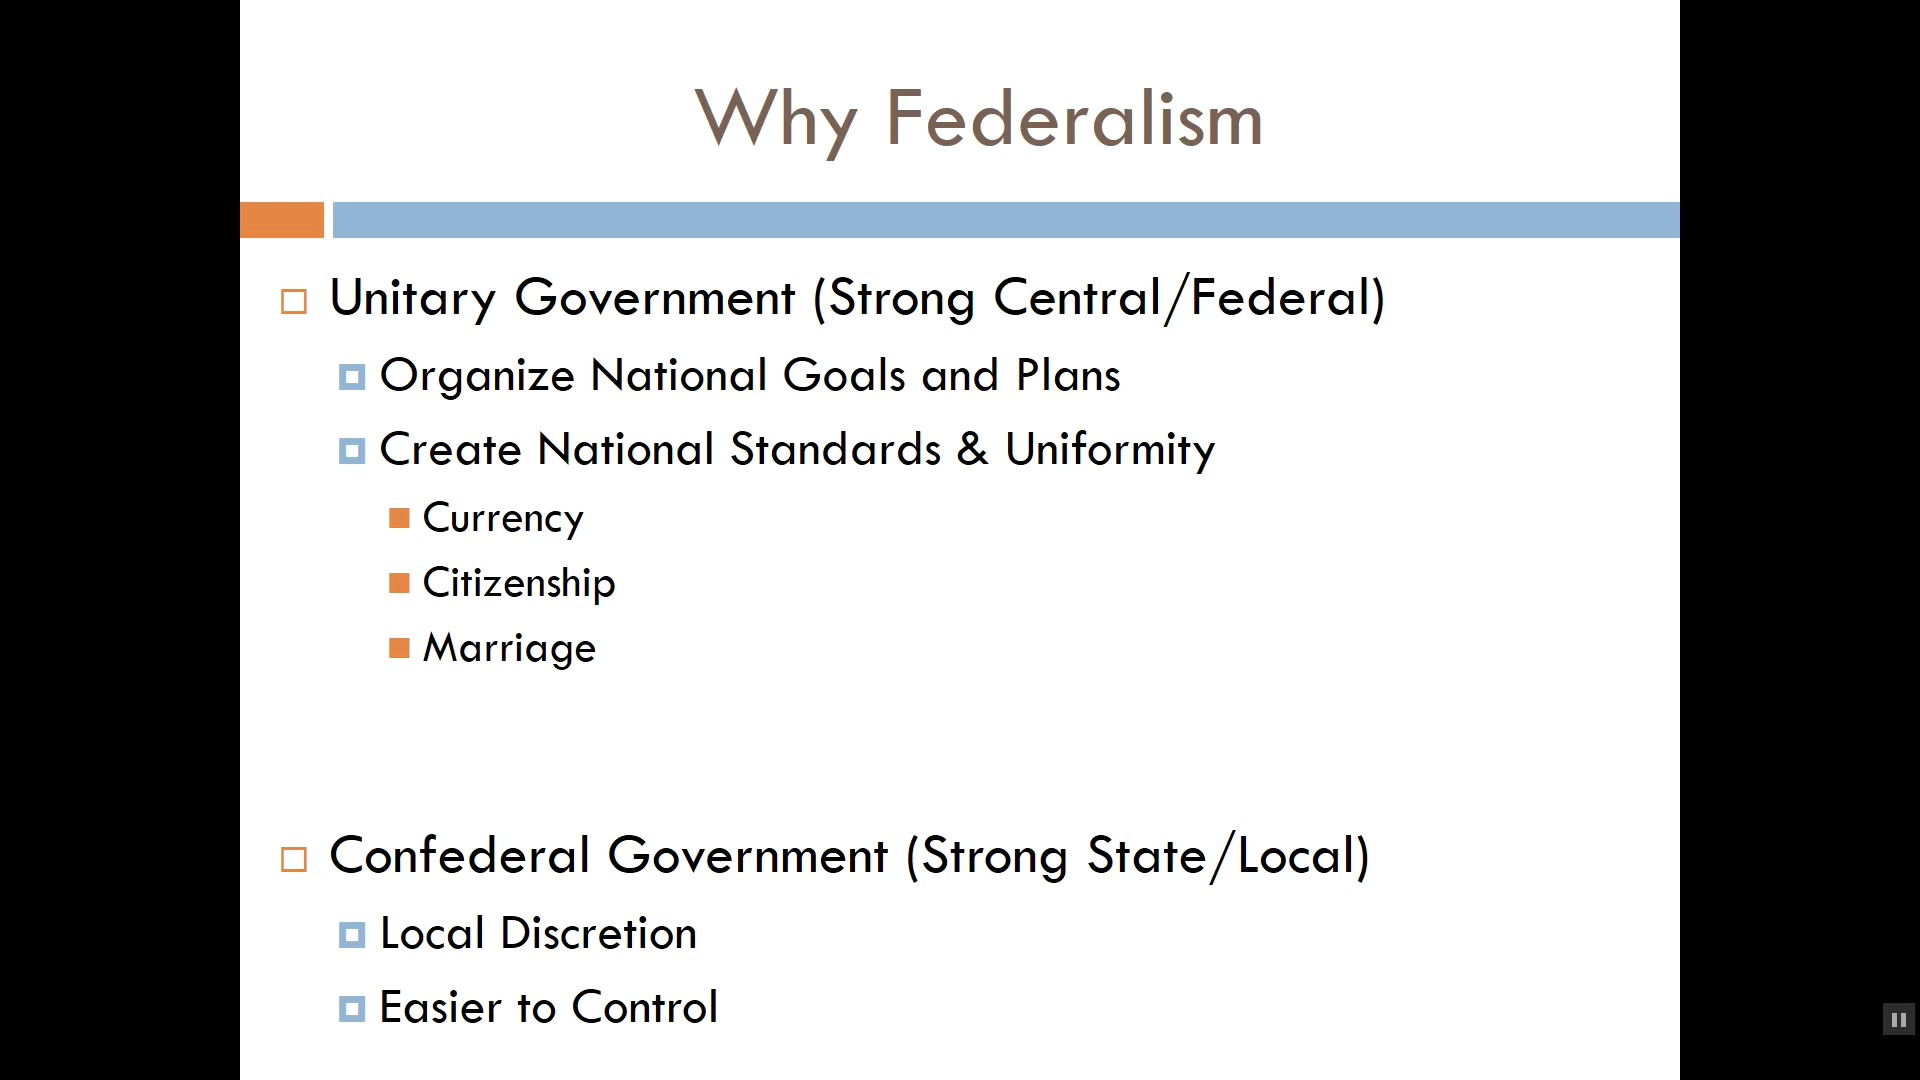 Why Federalism
Unitary Government (Strong Central/Federal)
Organize National Goals and Plans
Create National Standards & Uniformity
Currency
Citizenship
Marriage
Confederal Government (Strong State/Local)
Local Discretion
Easier to Control